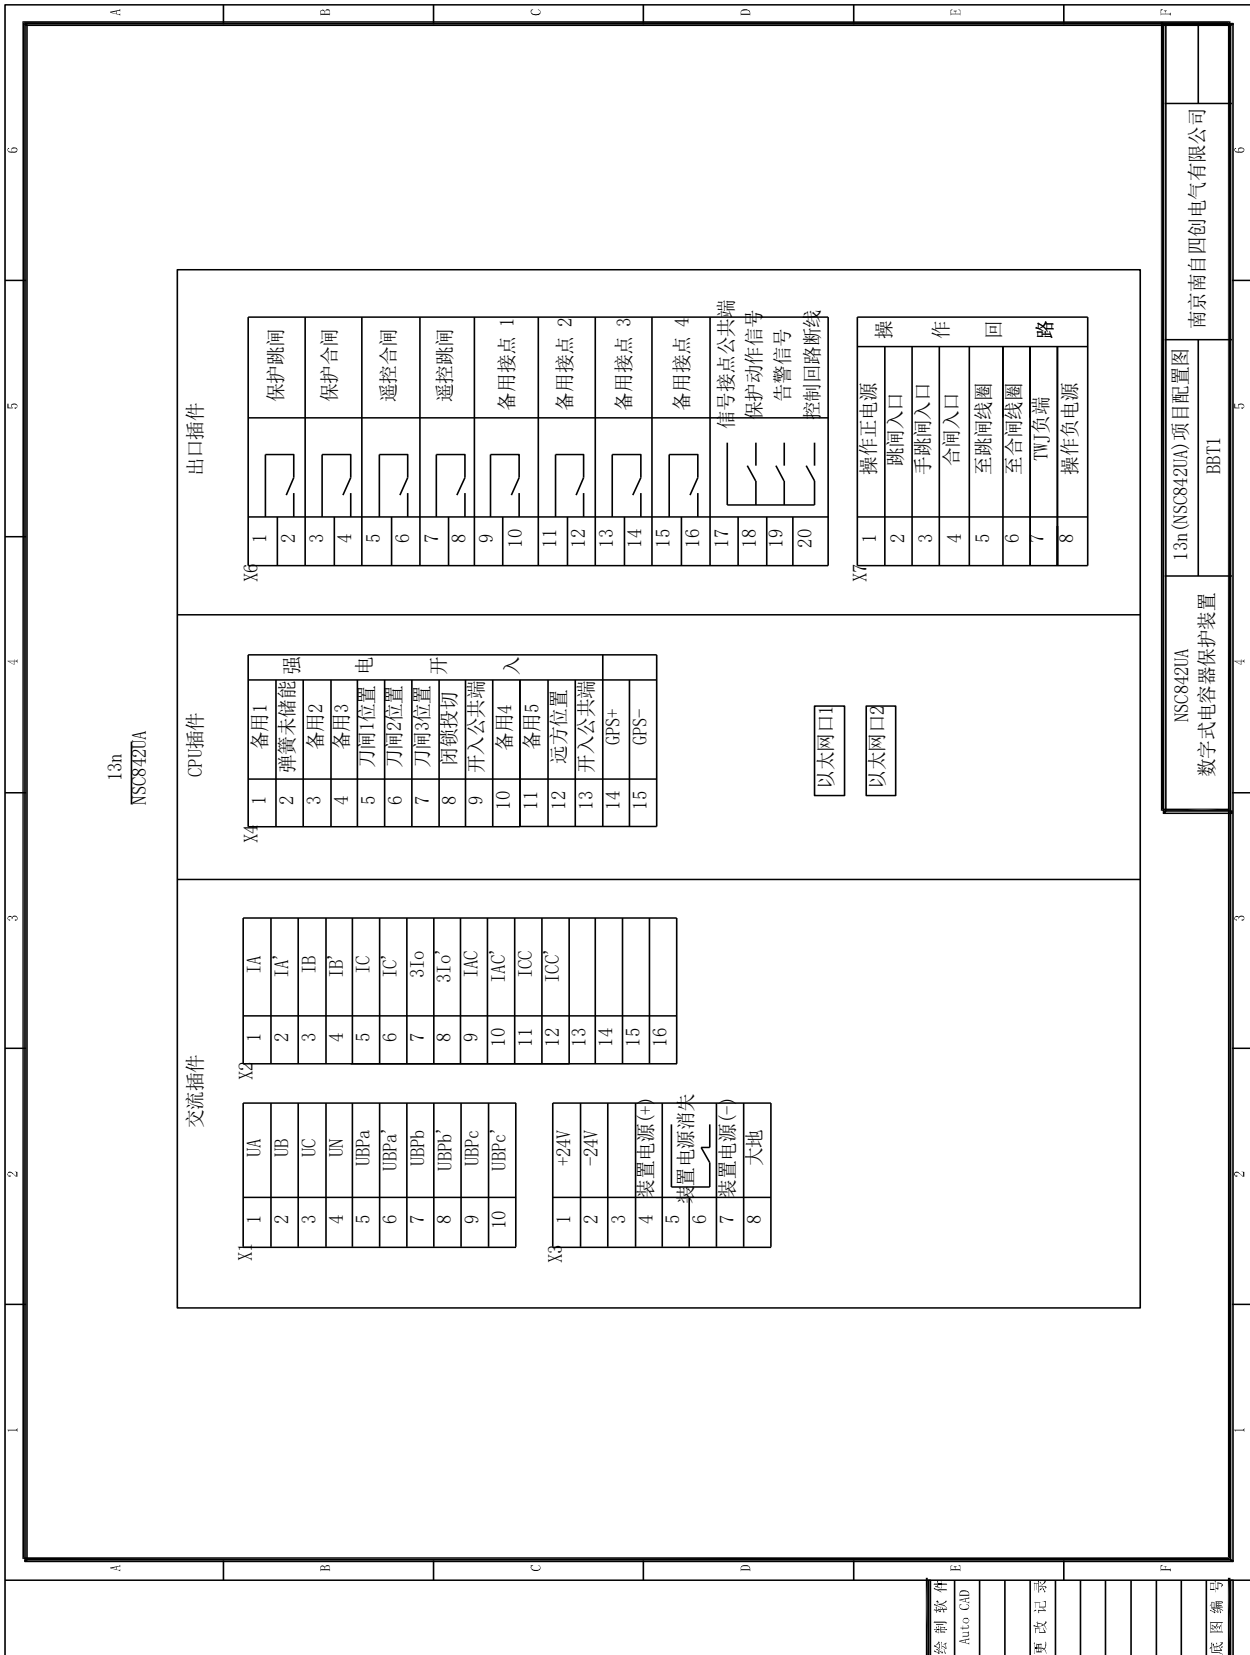 13n
NSC842UA
交流插件
CPU插件
出口插件
X1
1 UA
2 UB
3 UC
4 UN
5 UBPa
6 UBPa'
7 UBPb
8 UBPb'
9 UBPc
10 UBPc'
X2
1 IA
2 IA'
3 IB
4 IB'
5 IC
6 IC'
7 3Io
8 3Io'
9 IAC
10 IAC'
11 ICC
12 ICC'
13
14
15
16
X3
1 +24V
2 -24V
3
4 装置电源(+)
5 装置电源消失
6
7 装置电源(-)
8 大地
X4
强电开入
1 备用1
2 弹簧未储能
3 备用2
4 备用3
5 刀闸1位置
6 刀闸2位置
7 刀闸3位置
8 闭锁投切
9 开入公共端
10 备用4
11 备用5
12 远方位置
13 开入公共端
14 GPS+
15 GPS-
以太网口1
以太网口2
X6
1 保护跳闸
2
3 保护合闸
4
5 遥控合闸
6
7 遥控跳闸
8
9 备用接点 1
10
11 备用接点 2
12
13 备用接点 3
14
15 备用接点 4
16
17 信号接点公共端
18 保护动作信号
19 告警信号
20 控制回路断线
X7
操作回路
1 操作正电源
2 跳闸入口
3 手跳闸入口
4 合闸入口
5 至跳闸线圈
6 至合闸线圈
7 TWJ负端
8 操作负电源
NSC842UA
数字式电容器保护装置
13n(NSC842UA)项目配置图
BBT1
南京南自四创电气有限公司
绘制软件
Auto CAD
更改记录
底图编号
1 2 3 4 5 6
1 2 3 4 5 6
A B C D E F
A B C D E F